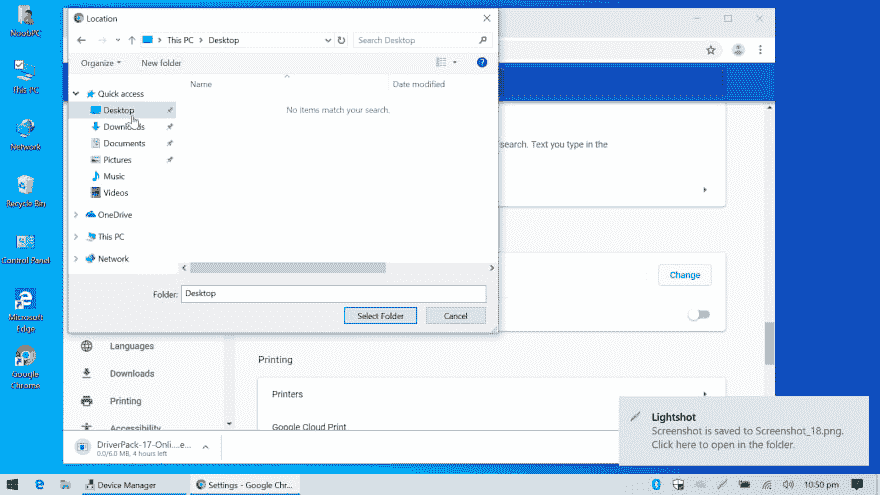 NoobPC
This PC
Network
Recycle Bin
Control Panel
Microsoft
Edge
Google
Chrome
Location
This PC > Desktop
Search Desktop
Organize
New folder
Name
Date modified
No items match your search.
Quick access
Desktop
Downloads
Documents
Pictures
Music
Videos
OneDrive
This PC
Network
Folder: Desktop
Select Folder
Cancel
search. Text you type in the
Change
Languages
Downloads
Printing
Accessibility
Printing
Printers
Google Cloud Print
DriverPack-17-Onli....e...
0.0/6.0 MB, 4 hours left
Lightshot
Screenshot is saved to Screenshot_18.png.
Click here to open in the folder.
Device Manager
Settings - Google Chr...
10:50 pm